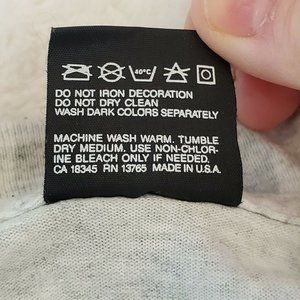 40°C
DO NOT IRON DECORATION
DO NOT DRY CLEAN
WASH DARK COLORS SEPARATELY
MACHINE WASH WARM. TUMBLE
DRY MEDIUM. USE NON-CHLOR-
INE BLEACH ONLY IF NEEDED.
CA 18345 RN 13765 MADE IN U.S.A.